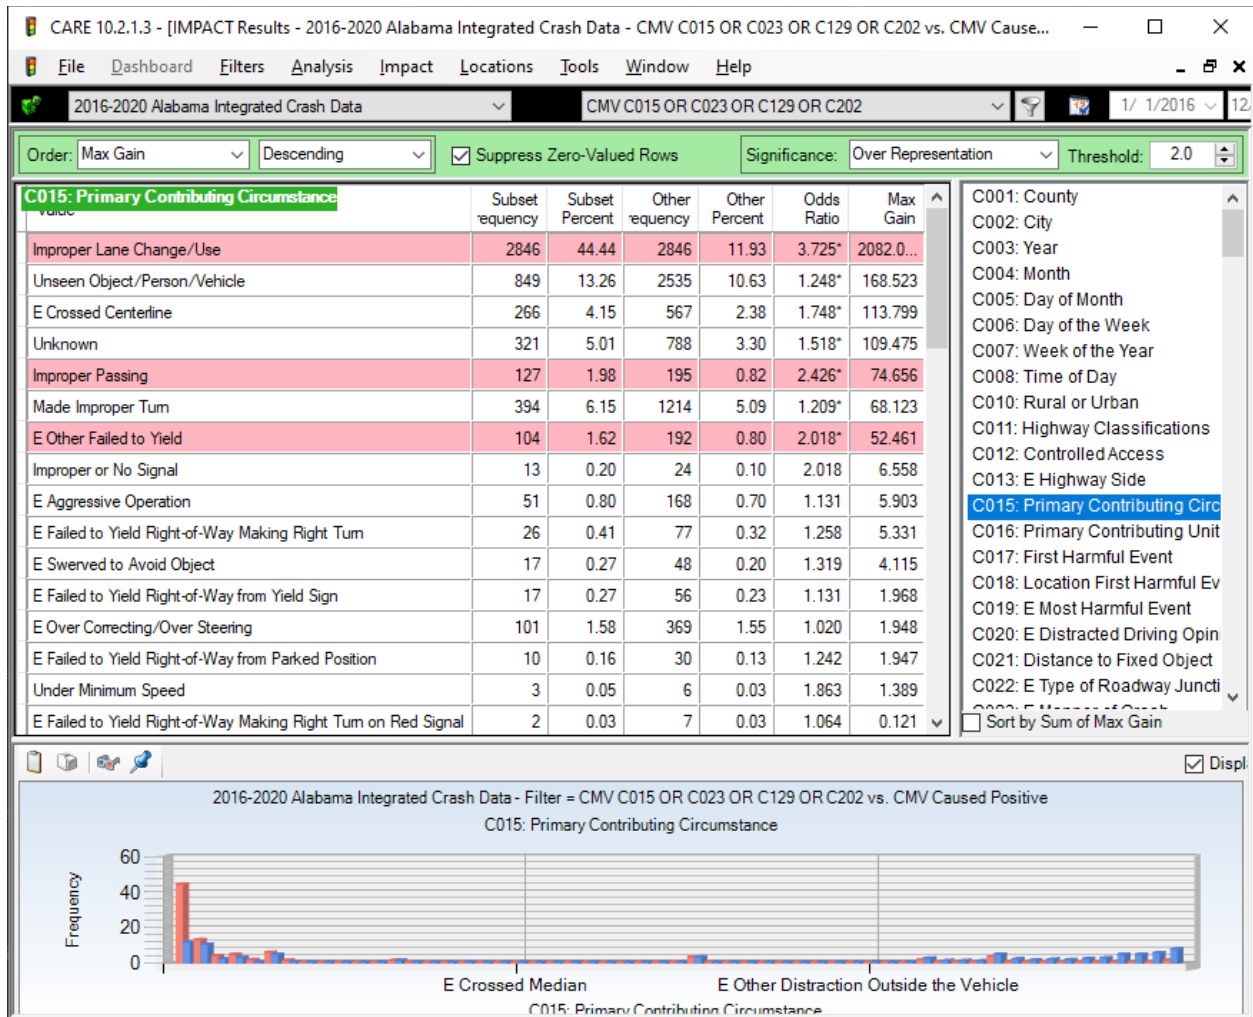 CARE 10.2.1.3 - [IMPACT Results - 2016-2020 Alabama Integrated Crash Data - CMV C015 OR C023 OR C129 OR C202 vs. CMV Cause...
File Dashboard Filters Analysis Impact Locations Tools Window Help
2016-2020 Alabama Integrated Crash Data CMV C015 OR C023 OR C129 OR C202 1/ 1/2016 12/
Order: Max Gain Descending Suppress Zero-Valued Rows Significance: Over Representation Threshold: 2.0
C015: Primary Contributing Circumstance
Subset Subset Other Other Odds Max
Percent Percent Ratio Gain
Improper Lane Change/Use 2846 44.44 2846 11.93 3.725* 2082.0...
Unseen Object/Person/Vehicle 849 13.26 2535 10.63 1.248* 168.523
E Crossed Centerline 266 4.15 567 2.38 1.748* 113.799
Unknown 321 5.01 788 3.30 1.518* 109.475
Improper Passing 127 1.98 195 0.82 2.426* 74.656
Made Improper Turn 394 6.15 1214 5.09 1.209* 68.123
E Other Failed to Yield 104 1.62 192 0.80 2.018* 52.461
Improper or No Signal 13 0.20 24 0.10 2.018 6.558
E Aggressive Operation 51 0.80 168 0.70 1.131 5.903
E Failed to Yield Right-of-Way Making Right Turn 26 0.41 77 0.32 1.258 5.331
E Swerved to Avoid Object 17 0.27 48 0.20 1.319 4.115
E Failed to Yield Right-of-Way from Yield Sign 17 0.27 56 0.23 1.131 1.968
E Over Correcting/Over Steering 101 1.58 369 1.55 1.020 1.948
E Failed to Yield Right-of-Way from Parked Position 10 0.16 30 0.13 1.242 1.947
Under Minimum Speed 3 0.05 6 0.03 1.863 1.389
E Failed to Yield Right-of-Way Making Right Turn on Red Signal 2 0.03 7 0.03 1.064 0.121
C001: County
C002: City
C003: Year
C004: Month
C005: Day of Month
C006: Day of the Week
C007: Week of the Year
C008: Time of Day
C010: Rural or Urban
C011: Highway Classifications
C012: Controlled Access
C013: E Highway Side
C015: Primary Contributing Circ
C016: Primary Contributing Unit
C017: First Harmful Event
C018: Location First Harmful Ev
C019: E Most Harmful Event
C020: E Distracted Driving Opin
C021: Distance to Fixed Object
C022: E Type of Roadway Juncti
Sort by Sum of Max Gain
Displ
2016-2020 Alabama Integrated Crash Data - Filter = CMV C015 OR C023 OR C129 OR C202 vs. CMV Caused Positive
C015: Primary Contributing Circumstance
Frequency
60
40
20
0
E Crossed Median E Other Distraction Outside the Vehicle
C015: Primary Contributing Circumstance